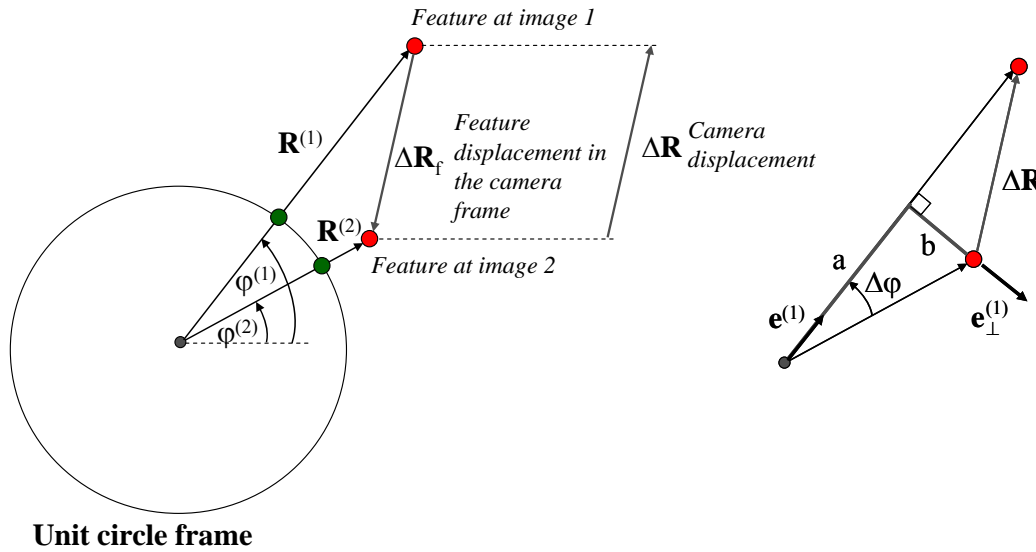 Feature at image 1
R(1)
ΔRf
Feature
displacement in
the camera
frame
ΔR
Camera
displacement
R(2)
Feature at image 2
φ(1)
φ(2)
Unit circle frame
ΔR
a
b
Δφ
e(1)
e⊥(1)